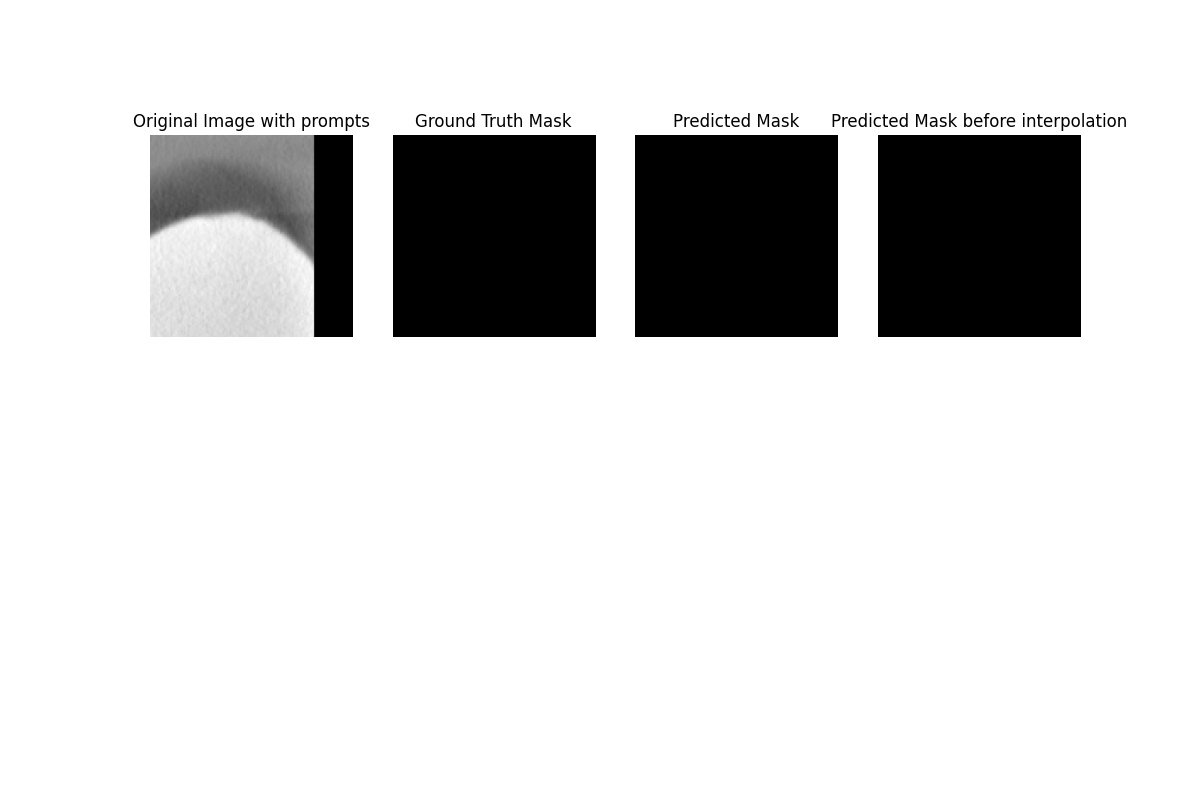 Original Image with prompts
Ground Truth Mask
Predicted Mask
Predicted Mask before interpolation